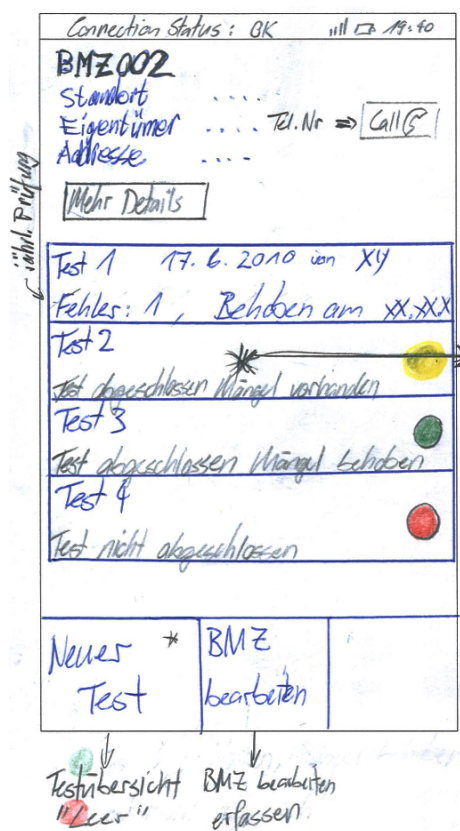 Connection Status: OK 19:40
BMZ002
Standort ....
Eigentümer .... Tel.Nr ⇒ Call
Addresse ....
Mehr Details
jährl. Prüfung
Test 1 17.6.2010 von XY
Fehler: 1, Behoben am XX.XX.X
Test 2
Test abgeschlossen Mängel vorhanden
Test 3
Test abgeschlossen Mängel behoben
Test 4
Test nicht abgeschlossen
Neuer * Test
BMZ bearbeiten
Testübersicht "Leer"
BMZ bearbeiten erfassen